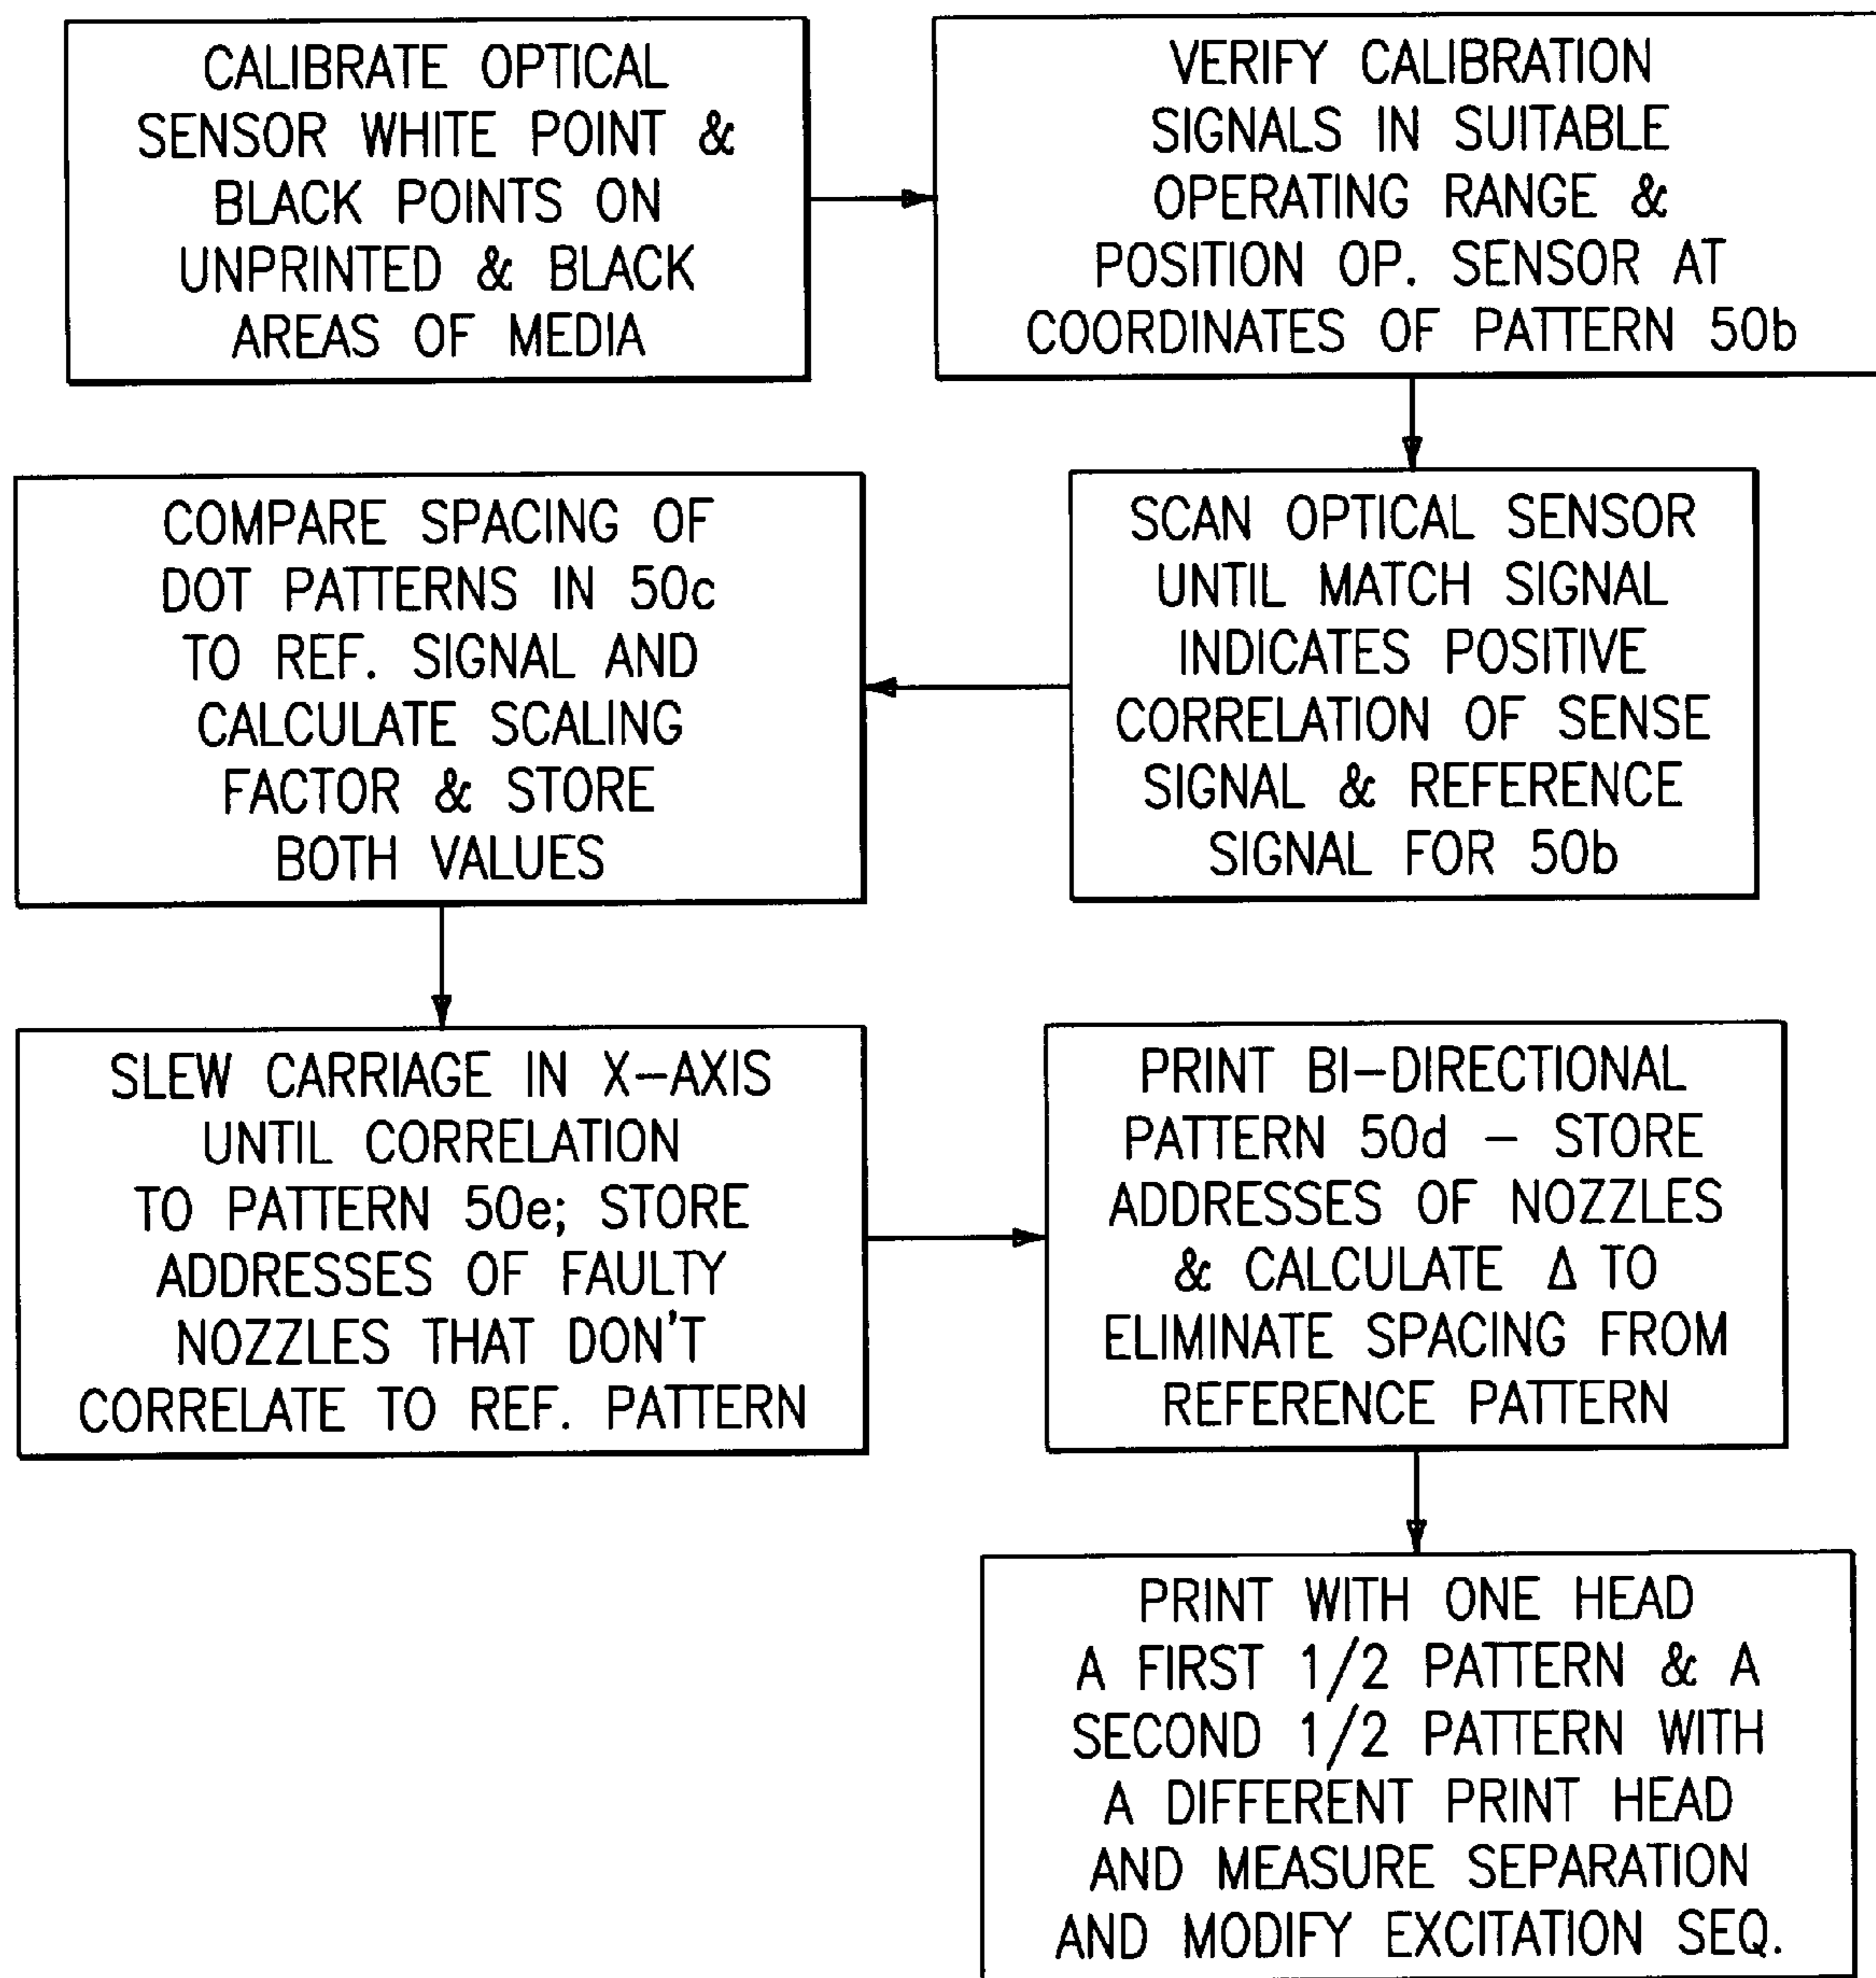 CALIBRATE OPTICAL
SENSOR WHITE POINT &
BLACK POINTS ON
UNPRINTED & BLACK
AREAS OF MEDIA
VERIFY CALIBRATION
SIGNALS IN SUITABLE
OPERATING RANGE &
POSITION OP. SENSOR AT
COORDINATES OF PATTERN 50b
SCAN OPTICAL SENSOR
UNTIL MATCH SIGNAL
INDICATES POSITIVE
CORRELATION OF SENSE
SIGNAL & REFERENCE
SIGNAL FOR 50b
COMPARE SPACING OF
DOT PATTERNS IN 50c
TO REF. SIGNAL AND
CALCULATE SCALING
FACTOR & STORE
BOTH VALUES
SLEW CARRIAGE IN X-AXIS
UNTIL CORRELATION
TO PATTERN 50e; STORE
ADDRESSES OF FAULTY
NOZZLES THAT DON'T
CORRELATE TO REF. PATTERN
PRINT BI-DIRECTIONAL
PATTERN 50d - STORE
ADDRESSES OF NOZZLES
& CALCULATE Δ TO
ELIMINATE SPACING FROM
REFERENCE PATTERN
PRINT WITH ONE HEAD
A FIRST 1/2 PATTERN & A
SECOND 1/2 PATTERN WITH
A DIFFERENT PRINT HEAD
AND MEASURE SEPARATION
AND MODIFY EXCITATION SEQ.